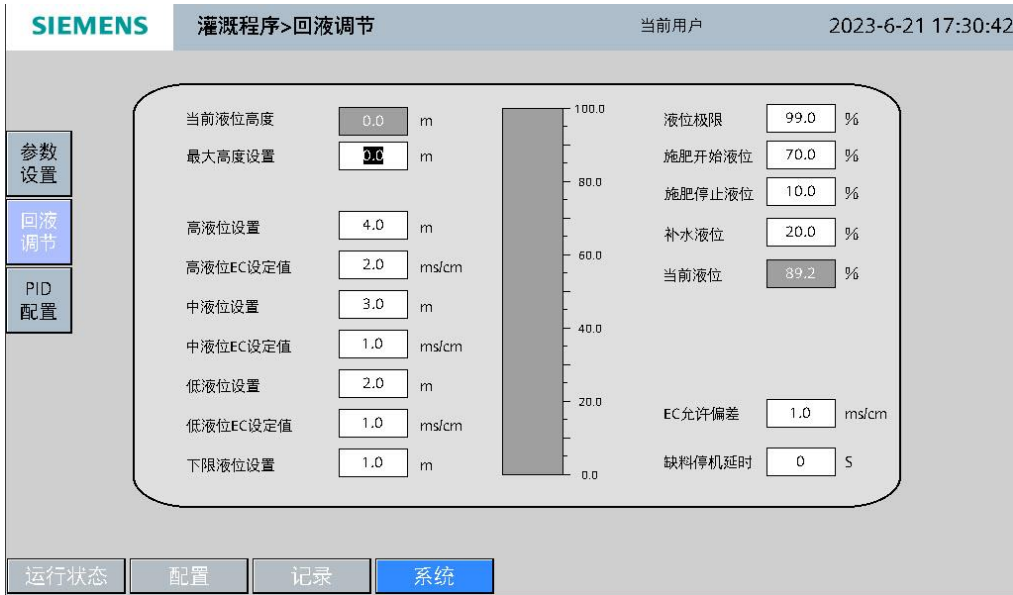 SIEMENS 灌溉程序>回液调节 当前用户 2023-6-21 17:30:42
参数
设置
回液
调节
PID
配置
当前液位高度 0.0 m
最大高度设置 0.0 m
高液位设置 4.0 m
高液位EC设定值 2.0 ms/cm
中液位设置 3.0 m
中液位EC设定值 1.0 ms/cm
低液位设置 2.0 m
低液位EC设定值 1.0 ms/cm
下限液位设置 1.0 m
100.0
80.0
60.0
40.0
20.0
0.0
液位极限 99.0 %
施肥开始液位 70.0 %
施肥停止液位 10.0 %
补水液位 20.0 %
当前液位 89.2 %
EC允许偏差 1.0 ms/cm
缺料停机延时 0 S
运行状态 配置 记录 系统